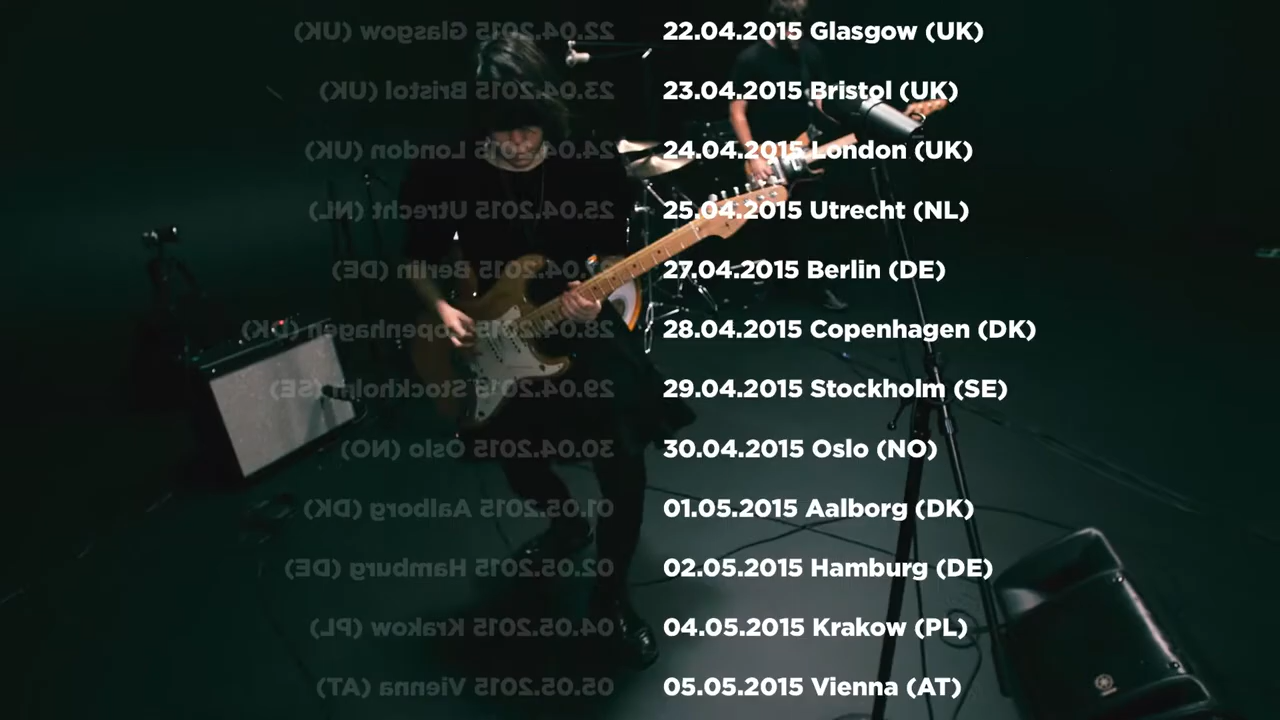 22.04.2015 Glasgow (UK)
23.04.2015 Bristol (UK)
24.04.2015 London (UK)
25.04.2015 Utrecht (NL)
27.04.2015 Berlin (DE)
28.04.2015 Copenhagen (DK)
29.04.2015 Stockholm (SE)
30.04.2015 Oslo (NO)
01.05.2015 Aalborg (DK)
02.05.2015 Hamburg (DE)
04.05.2015 Krakow (PL)
05.05.2015 Vienna (AT)